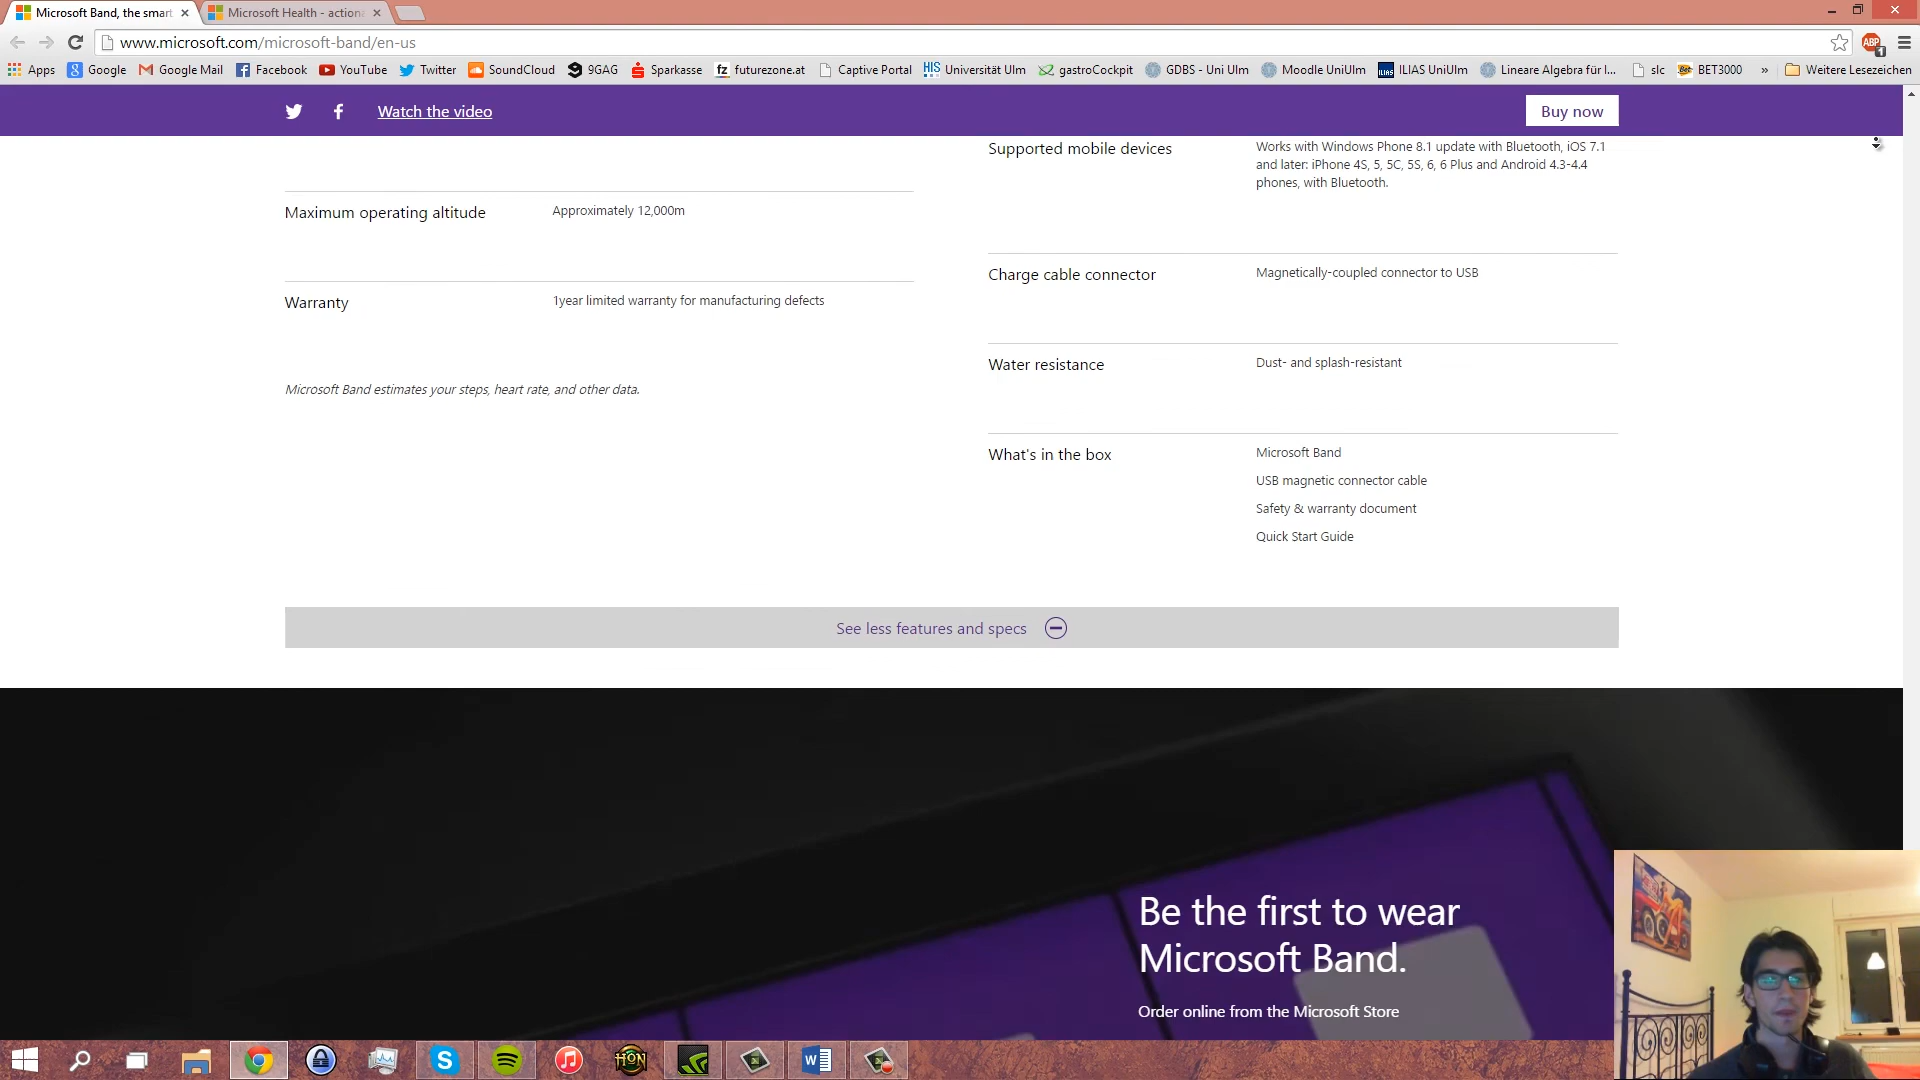 Microsoft Band, the smart
Microsoft Health - action
www.microsoft.com/microsoft-band/en-us
ABP
1
Apps
Google
Google Mail
Facebook
YouTube
Twitter
SoundCloud
9GAG
Sparkasse
fz futurezone.at
Captive Portal
HIS Universität Ulm
gastroCockpit
GDBS - Uni Ulm
Moodle UniUlm
ILIAS ILIAS UniUlm
Lineare Algebra für I...
slc
Bet BET3000
»
Weitere Lesezeichen
Watch the video
Buy now
Maximum operating altitude
Approximately 12,000m
Warranty
1year limited warranty for manufacturing defects
Microsoft Band estimates your steps, heart rate, and other data.
Supported mobile devices
Works with Windows Phone 8.1 update with Bluetooth, iOS 7.1
and later: iPhone 4S, 5, 5C, 5S, 6, 6 Plus and Android 4.3-4.4
phones, with Bluetooth.
Charge cable connector
Magnetically-coupled connector to USB
Water resistance
Dust- and splash-resistant
What's in the box
Microsoft Band
USB magnetic connector cable
Safety & warranty document
Quick Start Guide
See less features and specs
Be the first to wear
Microsoft Band.
Order online from the Microsoft Store
HON